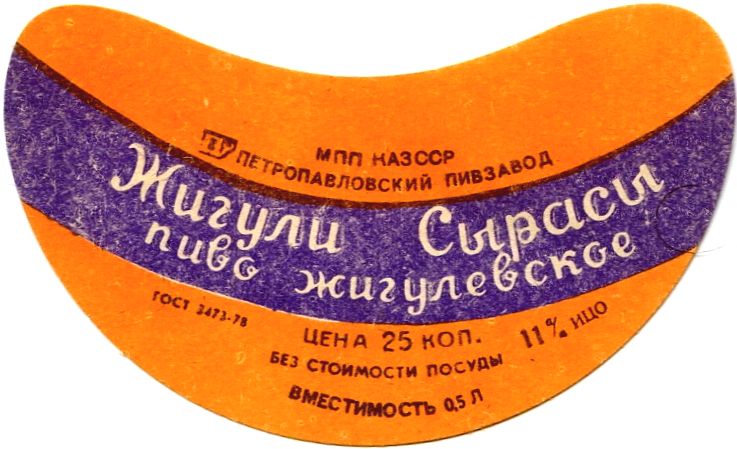 МПП КАЗССР
ПЕТРОПАВЛОВСКИЙ ПИВЗАВОД
Жигули Сырасы
пиво жигулевское
ГОСТ 3473-78
ЦЕНА 25 КОП. 11% ИЦО
БЕЗ СТОИМОСТИ ПОСУДЫ
ВМЕСТИМОСТЬ 0,5 Л